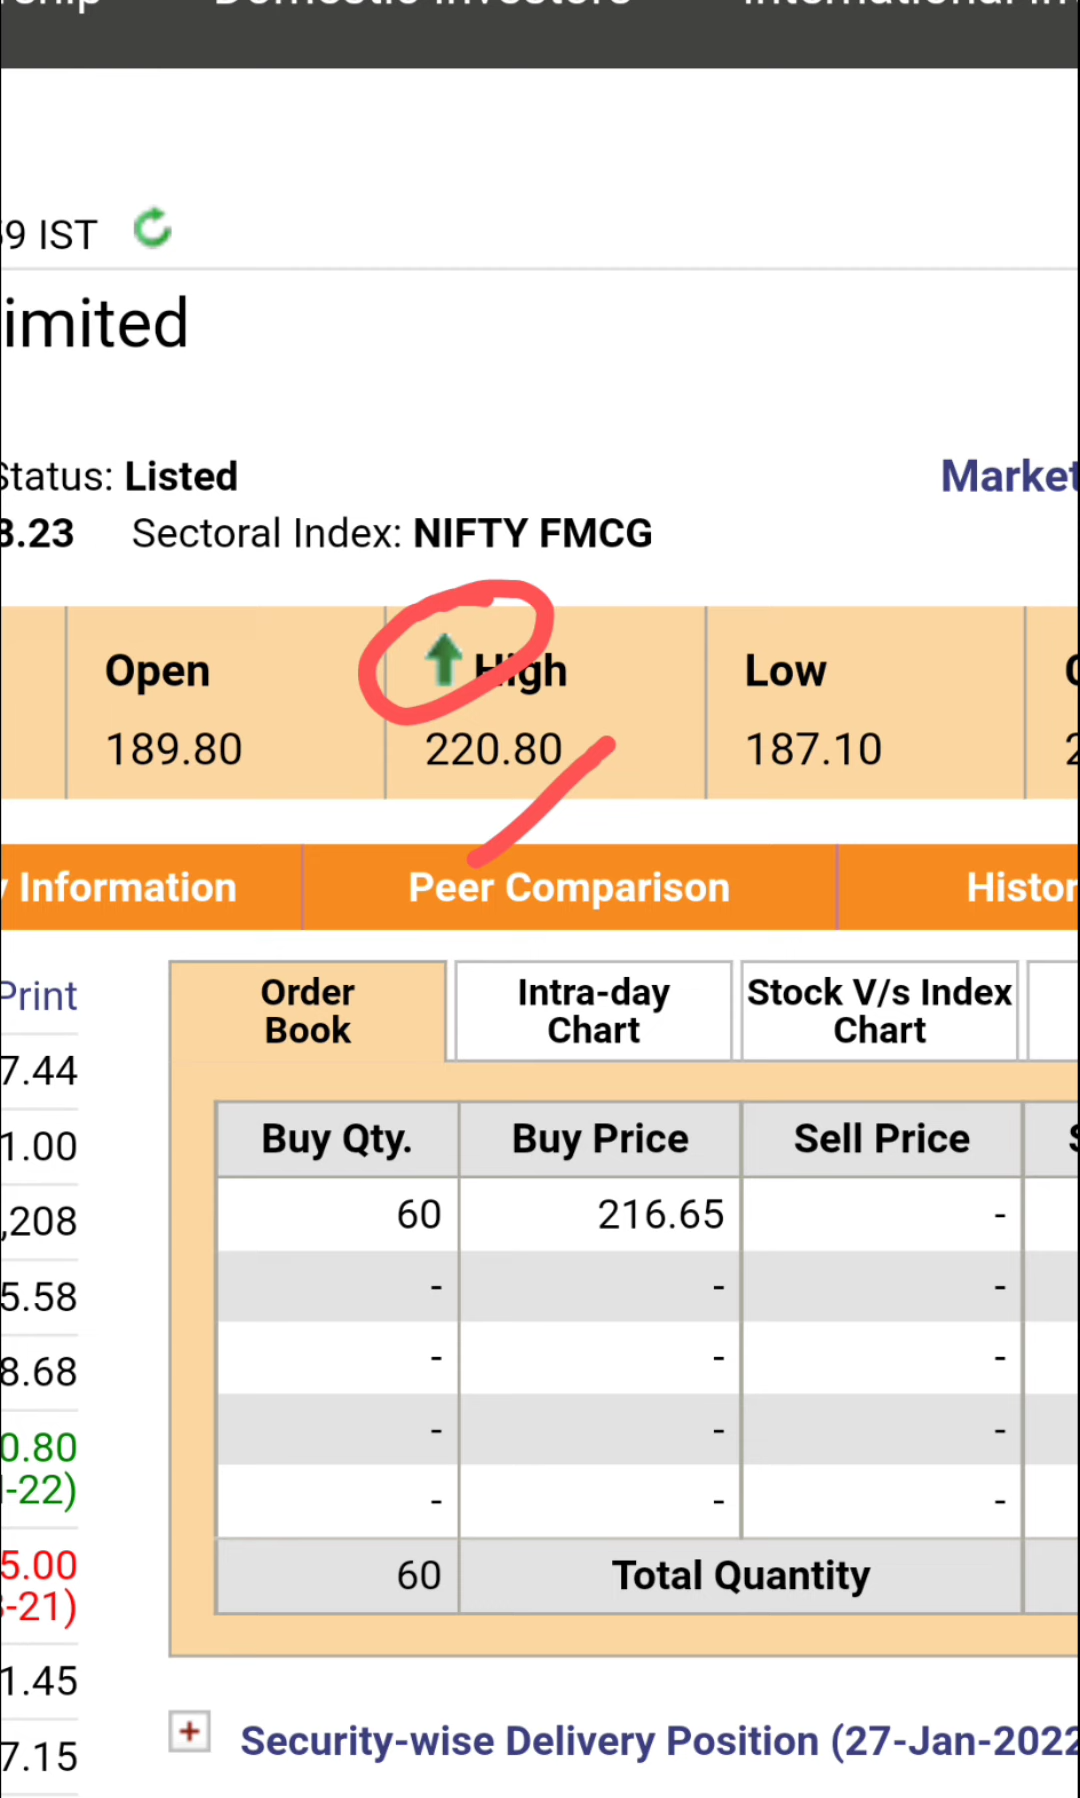 9 IST
imited
Status: Listed
Market
8.23 Sectoral Index: NIFTY FMCG
Open High Low
189.80 220.80 187.10
Information Peer Comparison Histor
Print
Order Book Intra-day Chart Stock V/s Index Chart
7.44
1.00
,208
5.58
8.68
0.80
-22)
5.00
-21)
1.45
7.15
Buy Qty. Buy Price Sell Price
60 216.65 -
- - -
- - -
- - -
- - -
60 Total Quantity
+ Security-wise Delivery Position (27-Jan-2022